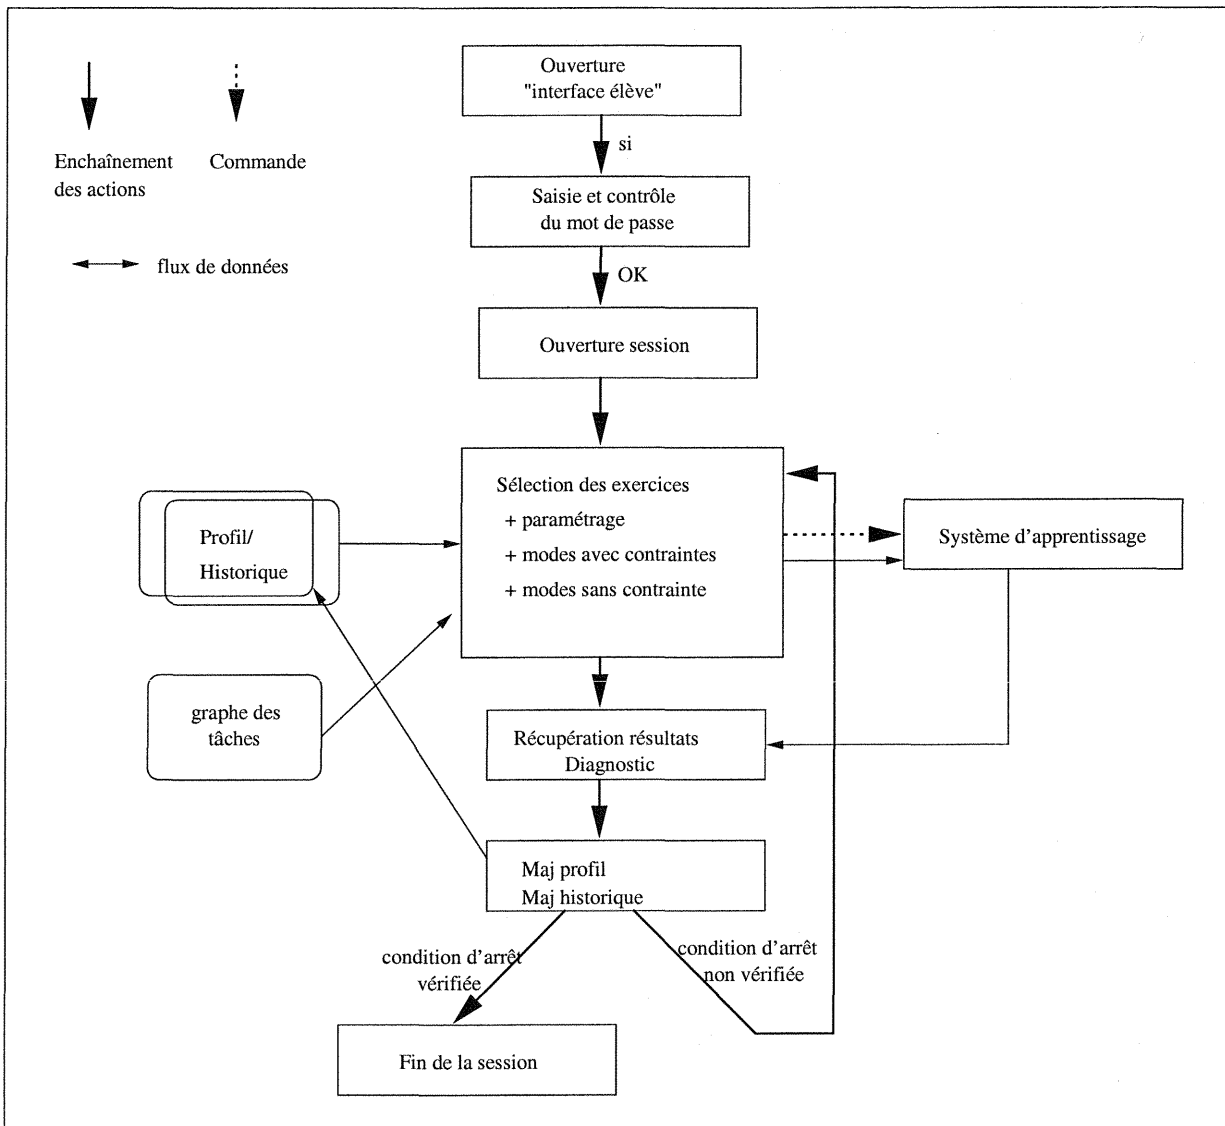 Ouverture
"interface élève"
si
Enchaînement
des actions
Commande
Saisie et contrôle
du mot de passe
flux de données
OK
Ouverture session
Sélection des exercices
+ paramétrage
+ modes avec contraintes
+ modes sans contrainte
Profil/
Historique
Système d'apprentissage
graphe des
tâches
Récupération résultats
Diagnostic
Maj profil
Maj historique
condition d'arrêt
vérifiée
condition d'arrêt
non vérifiée
Fin de la session